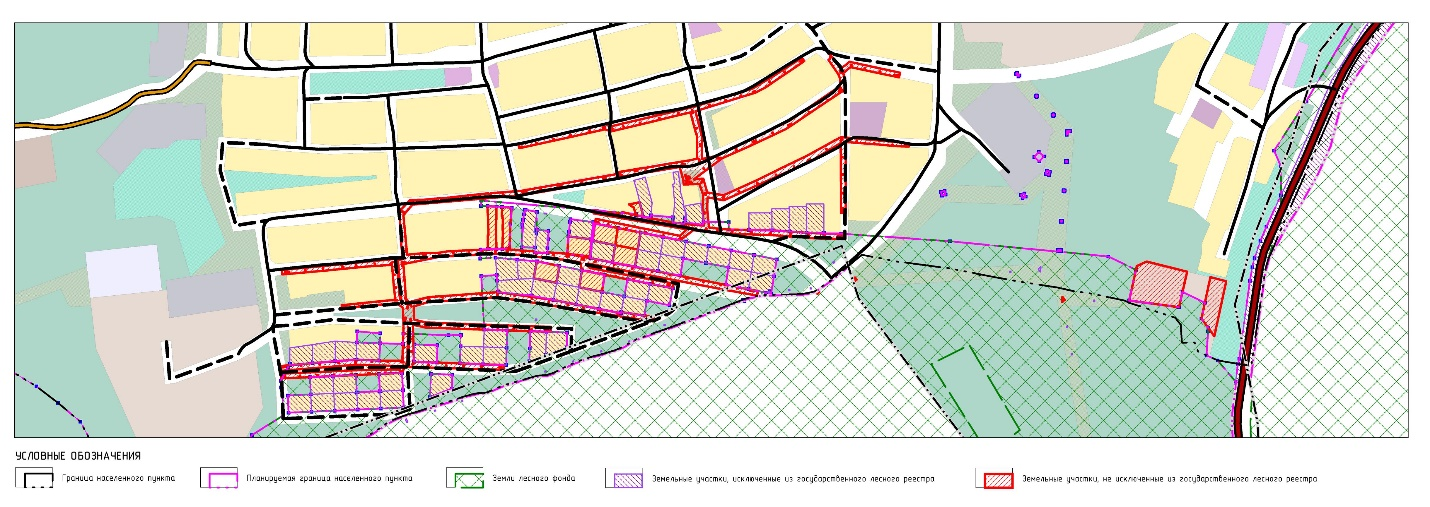 УСЛОВНЫЕ ОБОЗНАЧЕНИЯ
Граница населенного пункта
Планируемая граница населенного пункта
Земли лесного фонда
Земельные участки, исключенные из государственного лесного реестра
Земельные участки, не исключенные из государственного лесного реестра